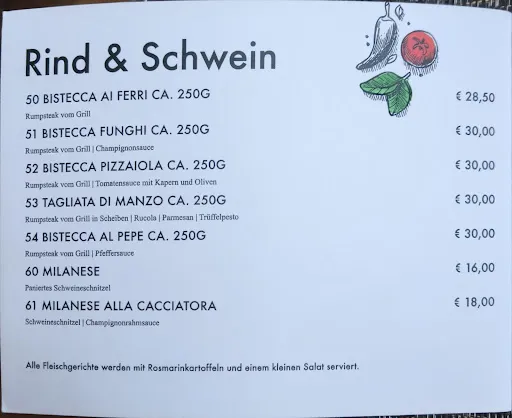 Rind & Schwein
50 BISTECCA AI FERRI CA. 250G € 28,50
Rumpsteak vom Grill
51 BISTECCA FUNGHI CA. 250G € 30,00
Rumpsteak vom Grill | Champignonsauce
52 BISTECCA PIZZAIOLA CA. 250G € 30,00
Rumpsteak vom Grill | Tomatensauce mit Kapern und Oliven
53 TAGLIATA DI MANZO CA. 250G € 30,00
Rumpsteak vom Grill in Scheiben | Rucola | Parmesan | Trüffelpesto
54 BISTECCA AL PEPE CA. 250G € 30,00
Rumpsteak vom Grill | Pfeffersauce
60 MILANESE € 16,00
Paniertes Schweineschnitzel
61 MILANESE ALLA CACCIATORA € 18,00
Schweineschnitzel | Champignonrahmsauce
Alle Fleischgerichte werden mit Rosmarinkartoffeln und einem kleinen Salat serviert.